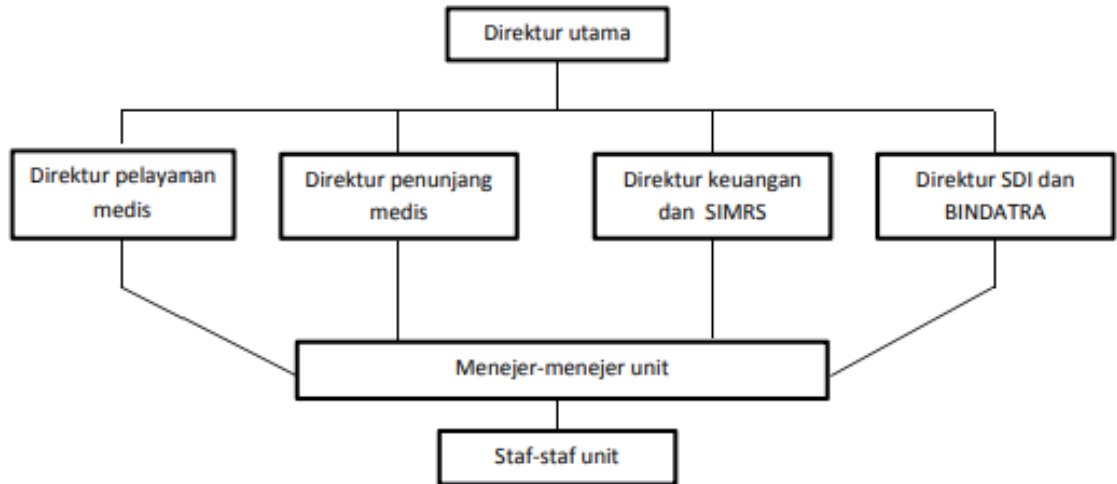 Direktur utama
Direktur pelayanan
medis
Direktur penunjang
medis
Direktur keuangan
dan SIMRS
Direktur SDI dan
BINDATRA
Menejer-menejer unit
Staf-staf unit